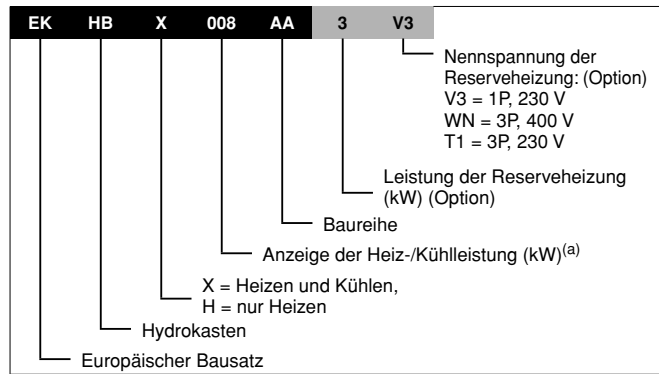 EK HB X 008 AA 3 V3
Nennspannung der
Reserveheizung: (Option)
V3 = 1P, 230 V
WN = 3P, 400 V
T1 = 3P, 230 V
Leistung der Reserveheizung
(kW) (Option)
Baureihe
Anzeige der Heiz-/Kühlleistung (kW)(a)
X = Heizen und Kühlen,
H = nur Heizen
Hydrokasten
Europäischer Bausatz